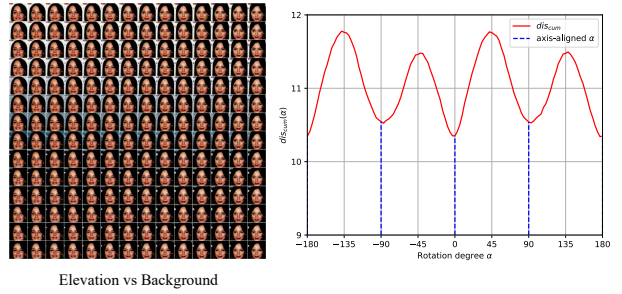 Elevation vs Background
12
11
10
9
dis_cum(α)
dis_cum
axis-aligned α
−180 −135 −90 −45 0 45 90 135 180
Rotation degree α